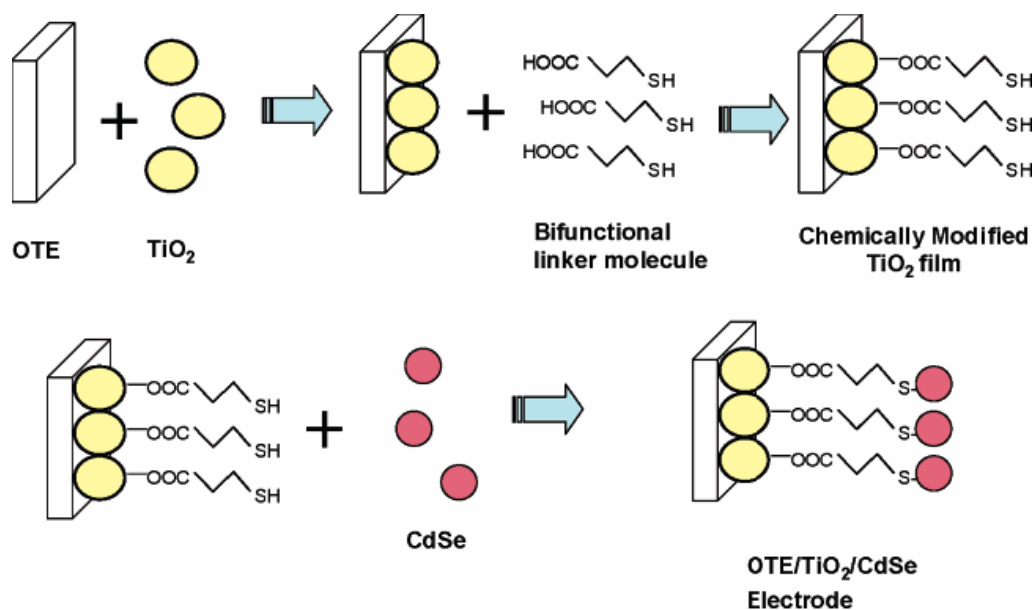 HOOC
SH
HOOC
SH
HOOC
SH
OOC
SH
OOC
SH
OOC
SH
+
+
OTE
TiO₂
Bifunctional
linker molecule
Chemically Modified
TiO₂ film
OOC
SH
OOC
SH
OOC
SH
+
OOC
S
OOC
S
OOC
S
CdSe
OTE/TiO₂/CdSe
Electrode